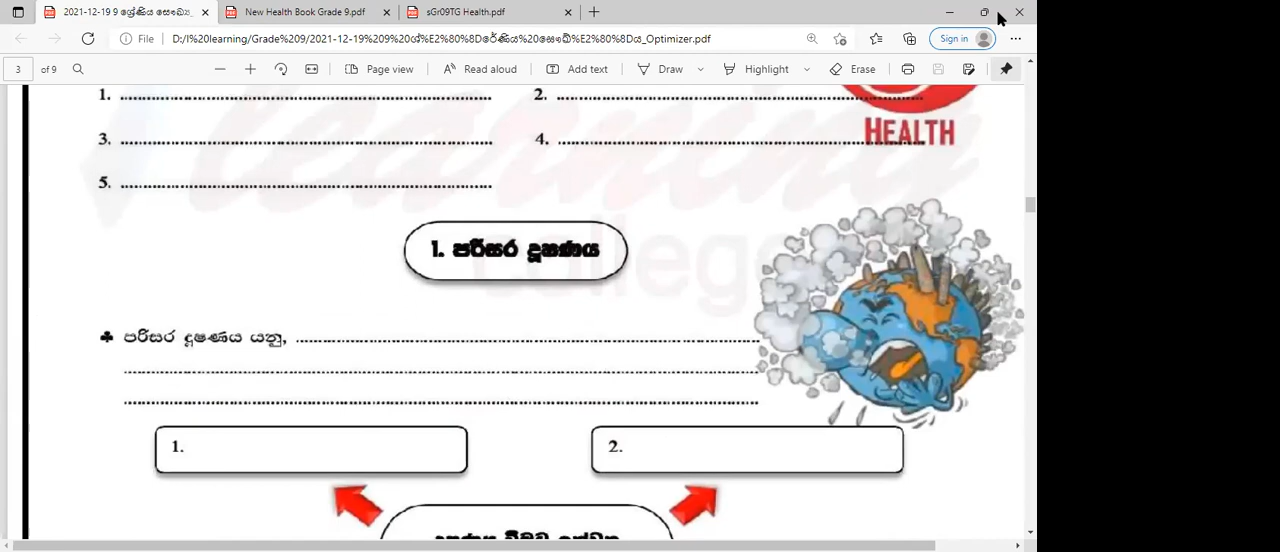 2021-12-19 9 ශ්‍රේණිය සෞඛ්‍ය_
New Health Book Grade 9.pdf
sGr09TG Health.pdf
File
D:/I%20learning/Grade%209/2021-12-19%209%20ශ්%E2%80%8Dරේණිය%20සෞඛ්%E2%80%8Dය_Optimizer.pdf
Sign in
3 of 9
Page view
Read aloud
Add text
Draw
Highlight
Erase
1. 2.
HEALTH
3. 4.
5.
learning
college
1. පරිසර දූෂණය
♣ පරිසර දූෂණය යනු,
1. 2.